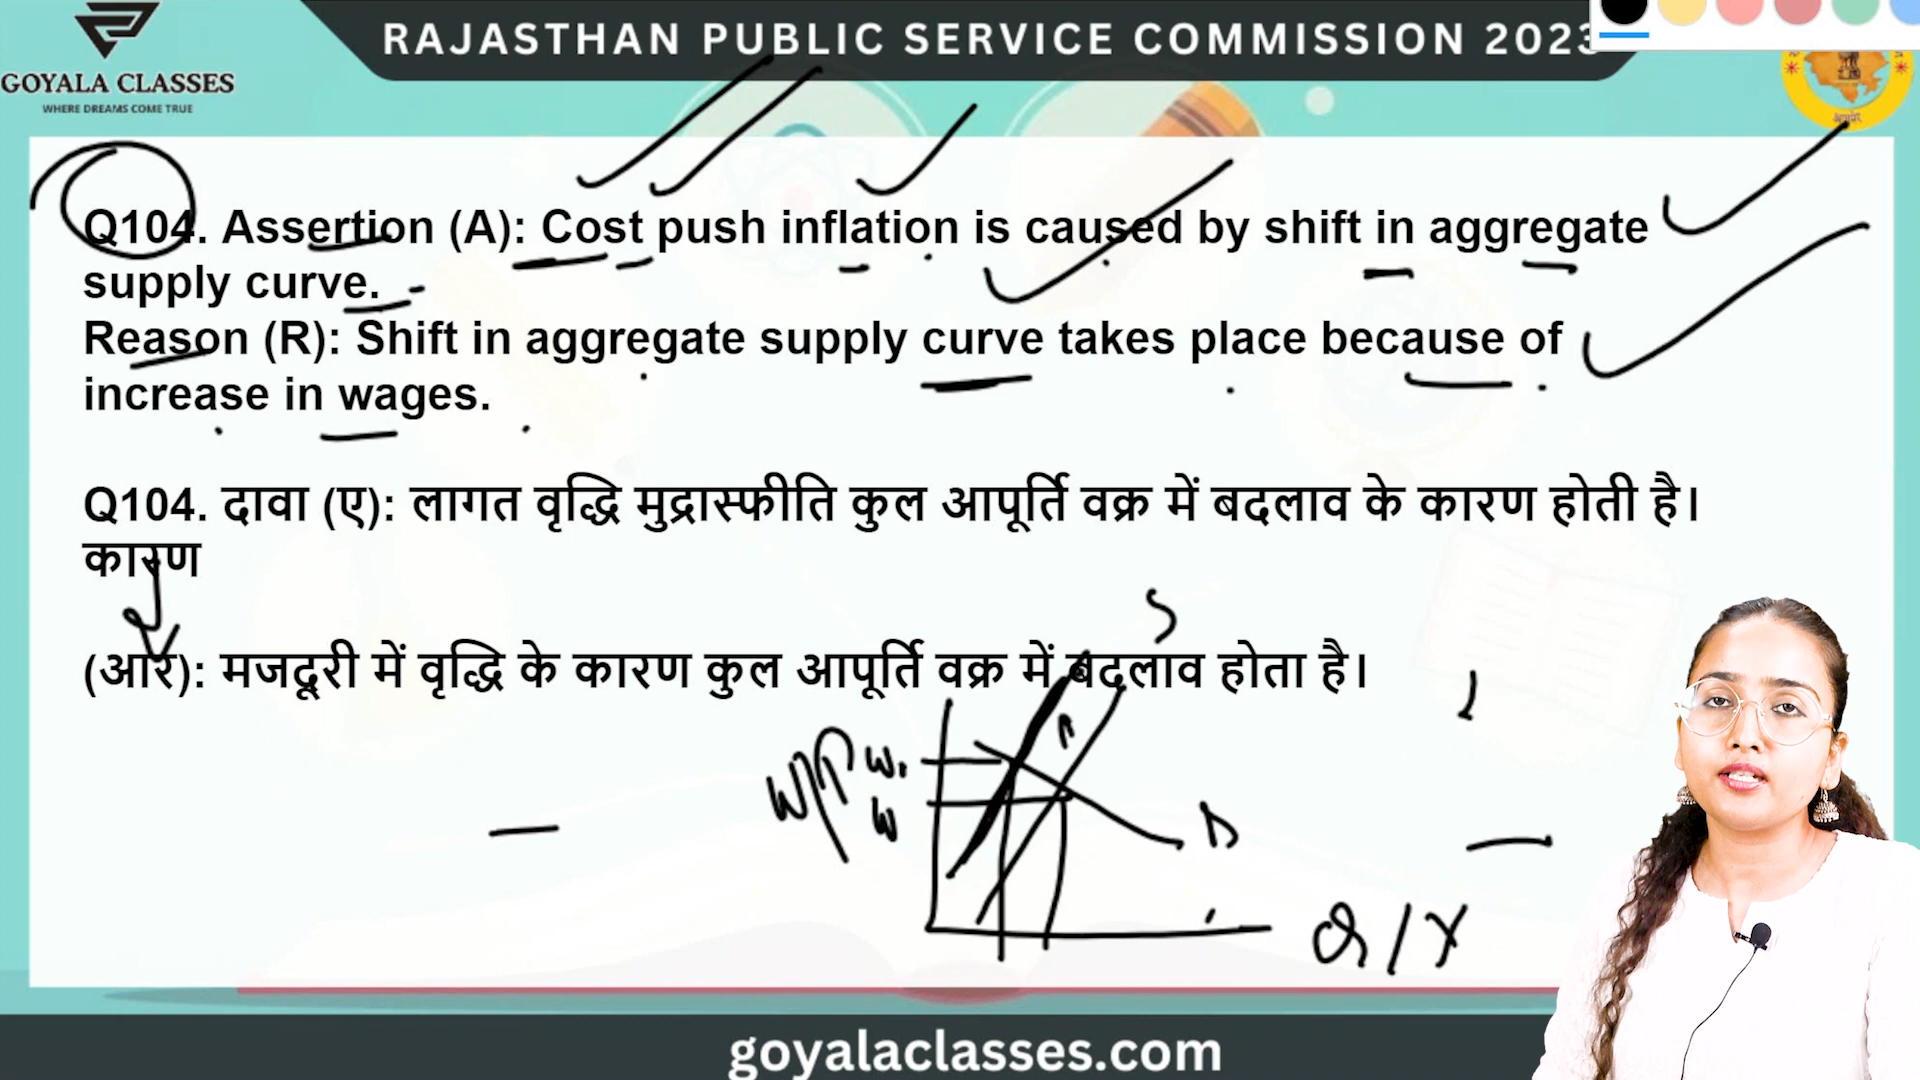 RAJASTHAN PUBLIC SERVICE COMMISSION 2023
GOYALA CLASSES
WHERE DREAMS COME TRUE
Q104. Assertion (A): Cost push inflation is caused by shift in aggregate
supply curve.
Reason (R): Shift in aggregate supply curve takes place because of
increase in wages.
Q104. दावा (ए): लागत वृद्धि मुद्रास्फीति कुल आपूर्ति वक्र में बदलाव के कारण होती है।
कारण
(आर): मजदूरी में वृद्धि के कारण कुल आपूर्ति वक्र में बदलाव होता है।
S
W/P W1
W
D
Q/Y
goyalaclasses.com